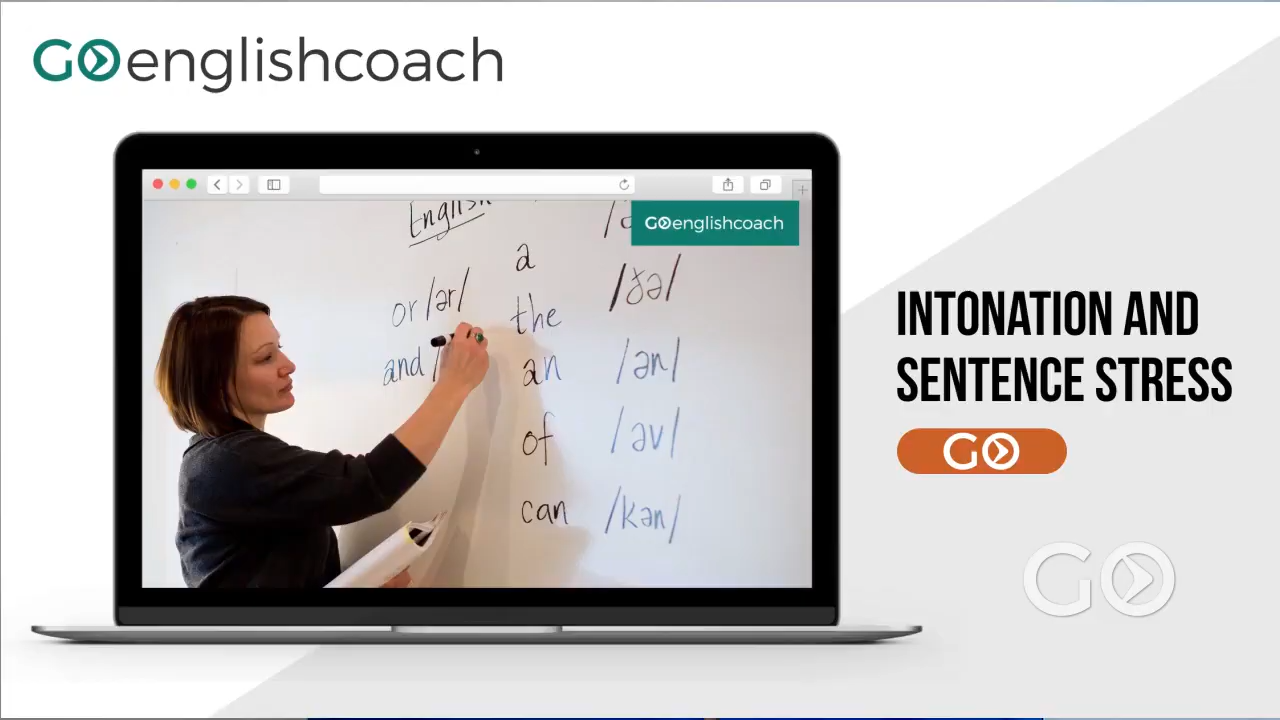 GOenglishcoach
GOenglishcoach
English
a
or /ər/
the /ðə/
and /
an /ən/
of /əv/
can /kən/
INTONATION AND
SENTENCE STRESS
GO
GO